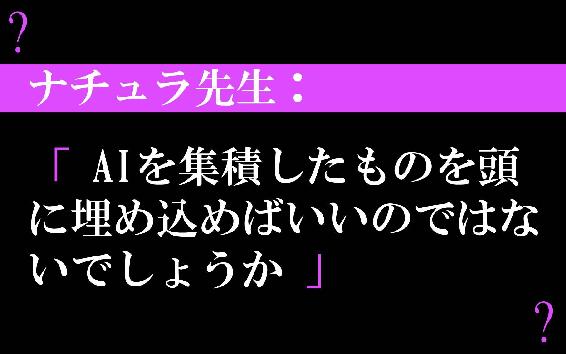 ?
ナチュラ先生：
「 AIを集積したものを頭
に埋め込めばいいのではな
いでしょうか 」
?